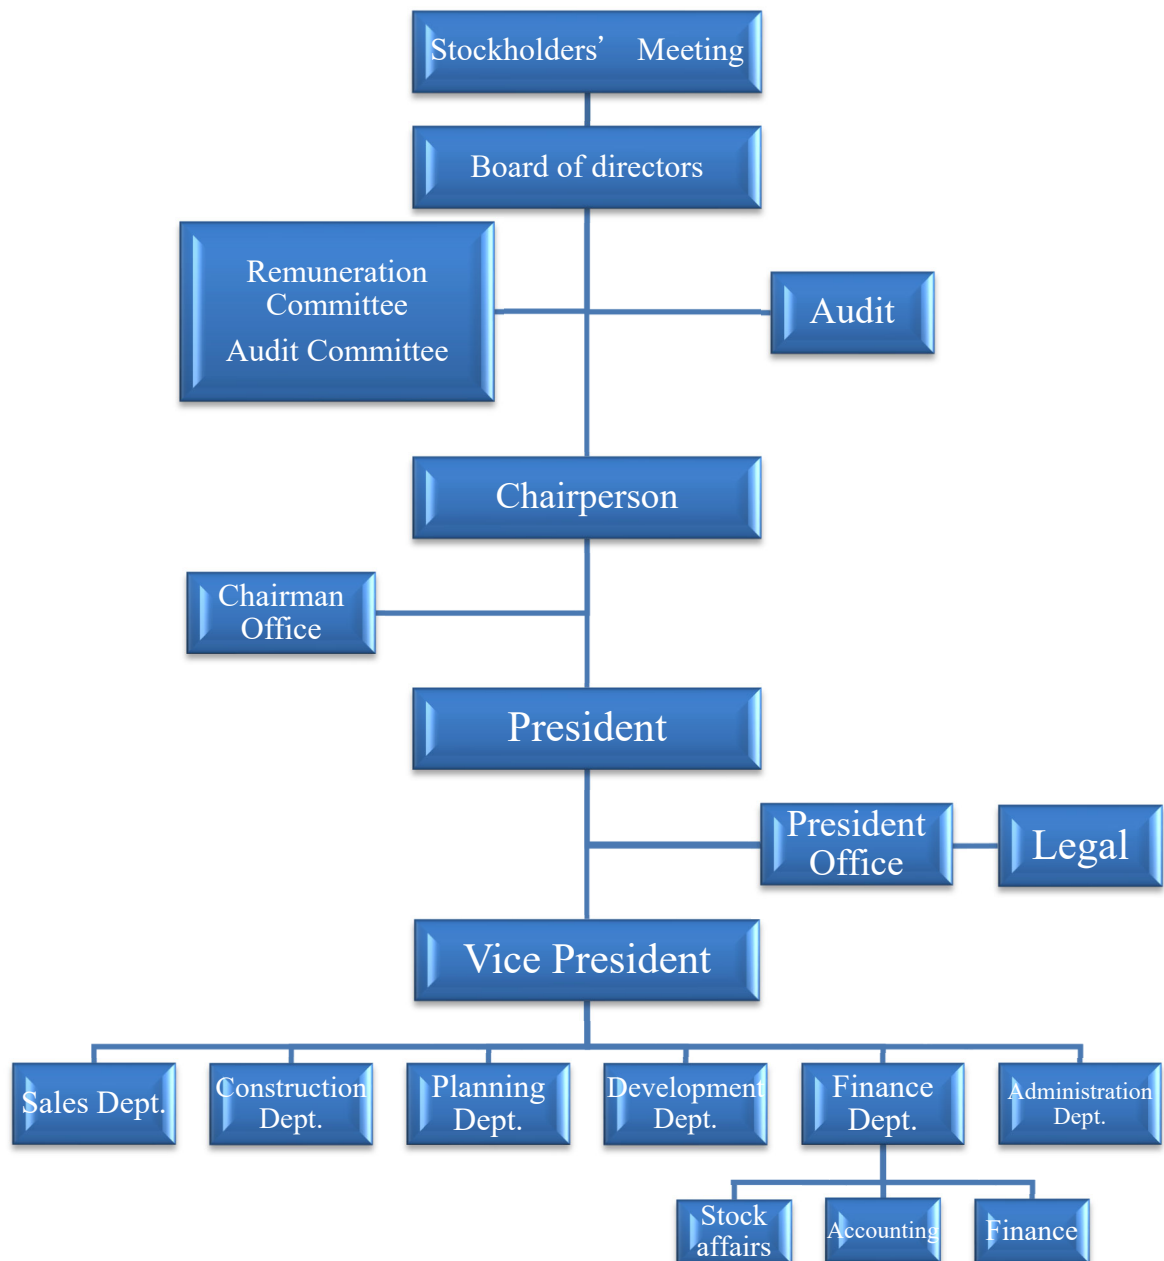 Stockholders’ Meeting
Board of directors
Remuneration
Committee
Audit Committee
Audit
Chairperson
Chairman
Office
President
President
Office
Legal
Vice President
Sales Dept.
Construction
Dept.
Planning
Dept.
Development
Dept.
Finance
Dept.
Administration
Dept.
Stock
affairs
Accounting
Finance